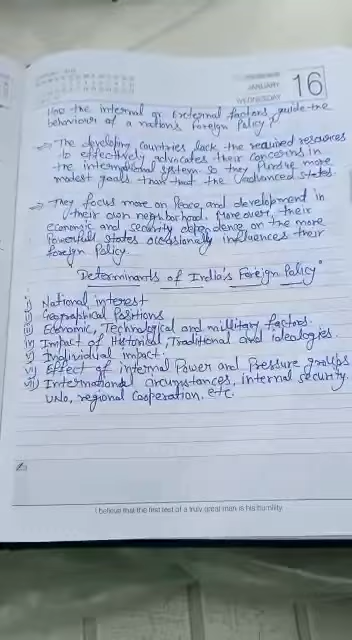 JANUARY
WEDNESDAY
16
How the internal or External factors guide the
behaviour of a nation's foreign Policy?
The developing countries lack the required resources
to effectively advocates their concerns in
the international system so they Pursue more
modest goals than that the advanced states.
They focus more on Peace, and development in
their own neighborhood. Moreover, their
economic and security dependence on the more
Powerfull states occasionally influences their
foreign Policy.
"Determinants of India's Foreign Policy"
i) National interest
ii) Geographical Positions
iii) Economic, Technological and millitary factors.
iv) Impact of Historical, Traditional and idealogies.
v) Individual impact.
vi) Effect of internal Power and Pressure groups
vii) International circumstances, internal security,
UNO, regional Cooperation, etc.
I believe that the first test of a truly great man is his humility